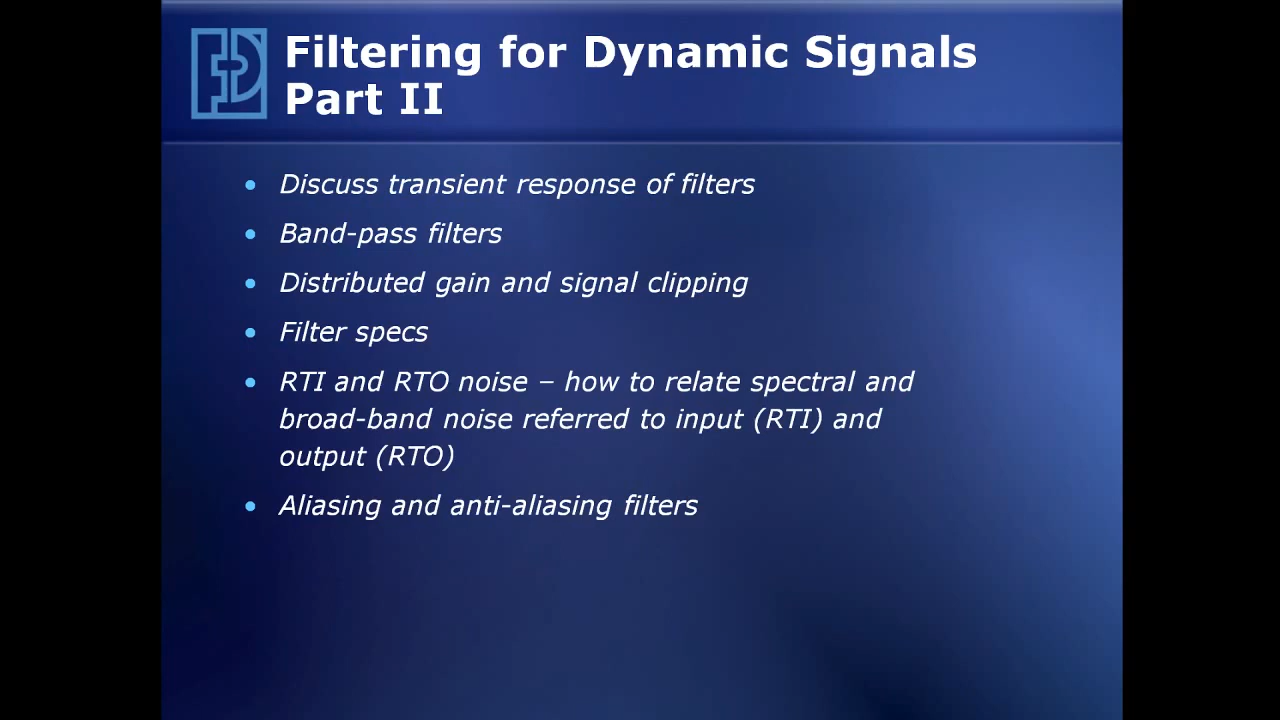 Filtering for Dynamic Signals
Part II
• Discuss transient response of filters
• Band-pass filters
• Distributed gain and signal clipping
• Filter specs
• RTI and RTO noise – how to relate spectral and
broad-band noise referred to input (RTI) and
output (RTO)
• Aliasing and anti-aliasing filters